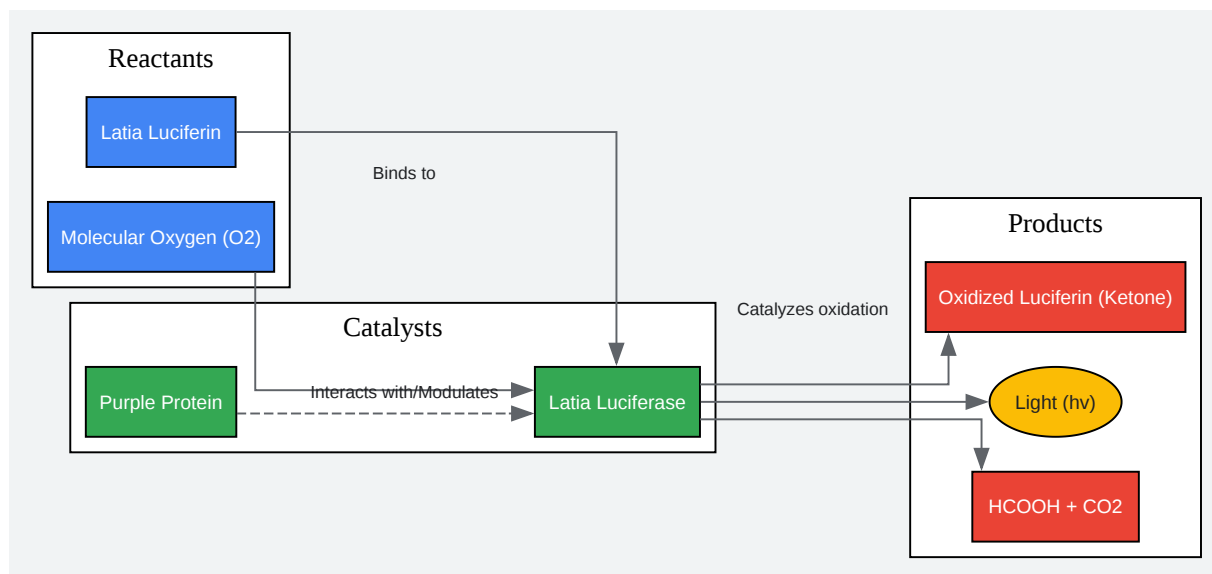 Reactants
Latia Luciferin
Binds to
Molecular Oxygen (O2)
Products
Oxidized Luciferin (Ketone)
Catalyzes oxidation
Catalysts
Interacts with/Modulates
Purple Protein
Latia Luciferase
Light (hv)
HCOOH + CO2